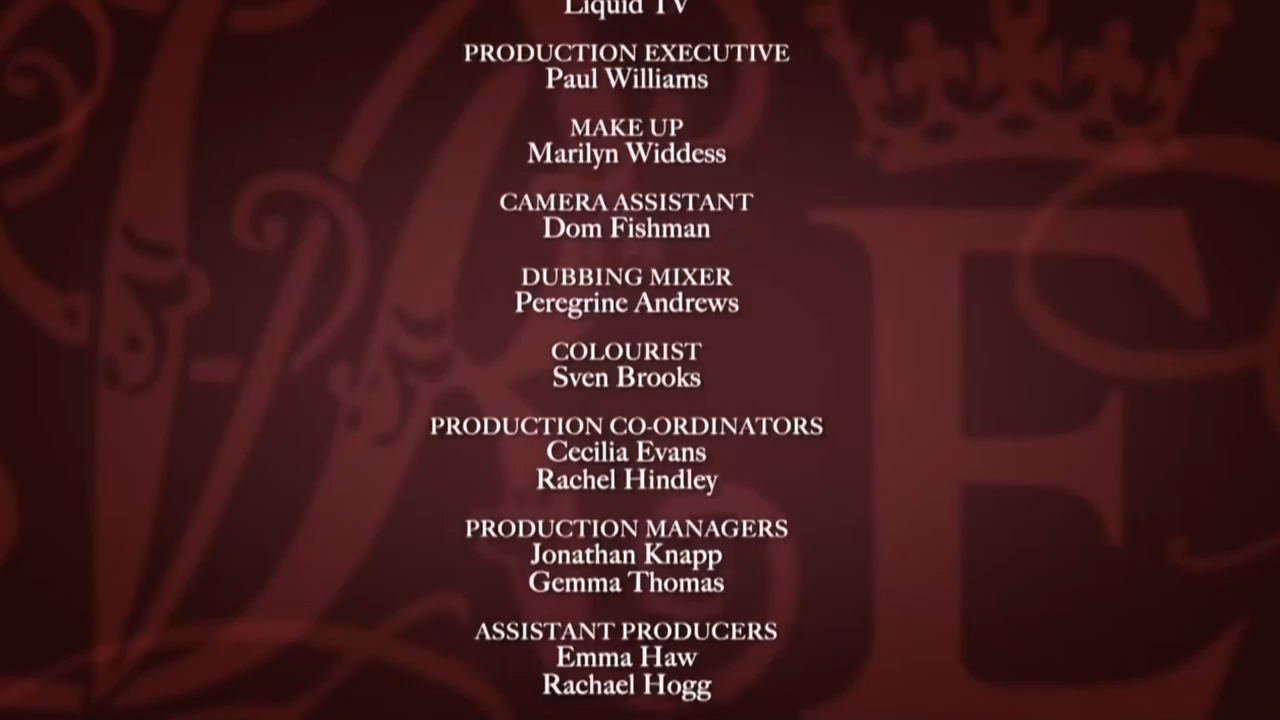 Liquid TV
PRODUCTION EXECUTIVE
Paul Williams
MAKE UP
Marilyn Widdess
CAMERA ASSISTANT
Dom Fishman
DUBBING MIXER
Peregrine Andrews
COLOURIST
Sven Brooks
PRODUCTION CO-ORDINATORS
Cecilia Evans
Rachel Hindley
PRODUCTION MANAGERS
Jonathan Knapp
Gemma Thomas
ASSISTANT PRODUCERS
Emma Haw
Rachael Hogg